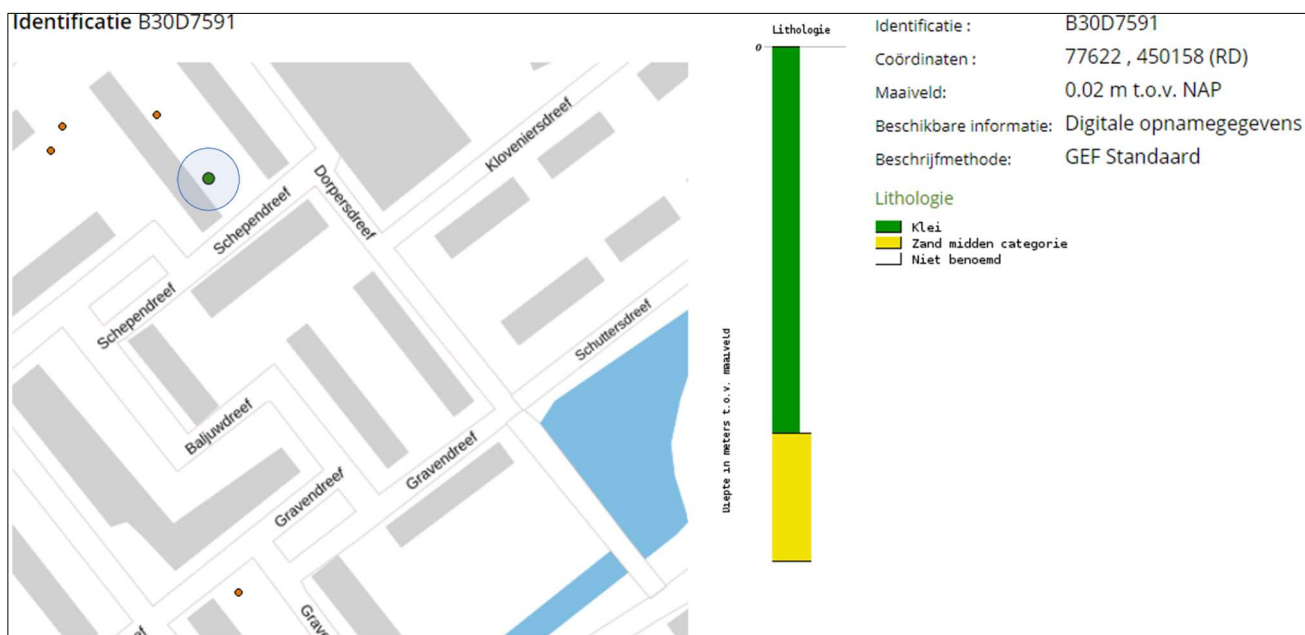 Identificatie B30D7591
Kloveniersdreef
Dorpersdreef
Schependreef
Schependreef
Schuttersdreef
Baljuwdreef
Gravendreef
Gravendreef
Lithologie
0
Diepte in meters t.o.v. maaiveld
Identificatie : B30D7591
Coördinaten : 77622 , 450158 (RD)
Maaiveld: 0.02 m t.o.v. NAP
Beschikbare informatie: Digitale opnamegegevens
Beschrijfmethode: GEF Standaard
Lithologie
Klei
Zand midden categorie
Niet benoemd